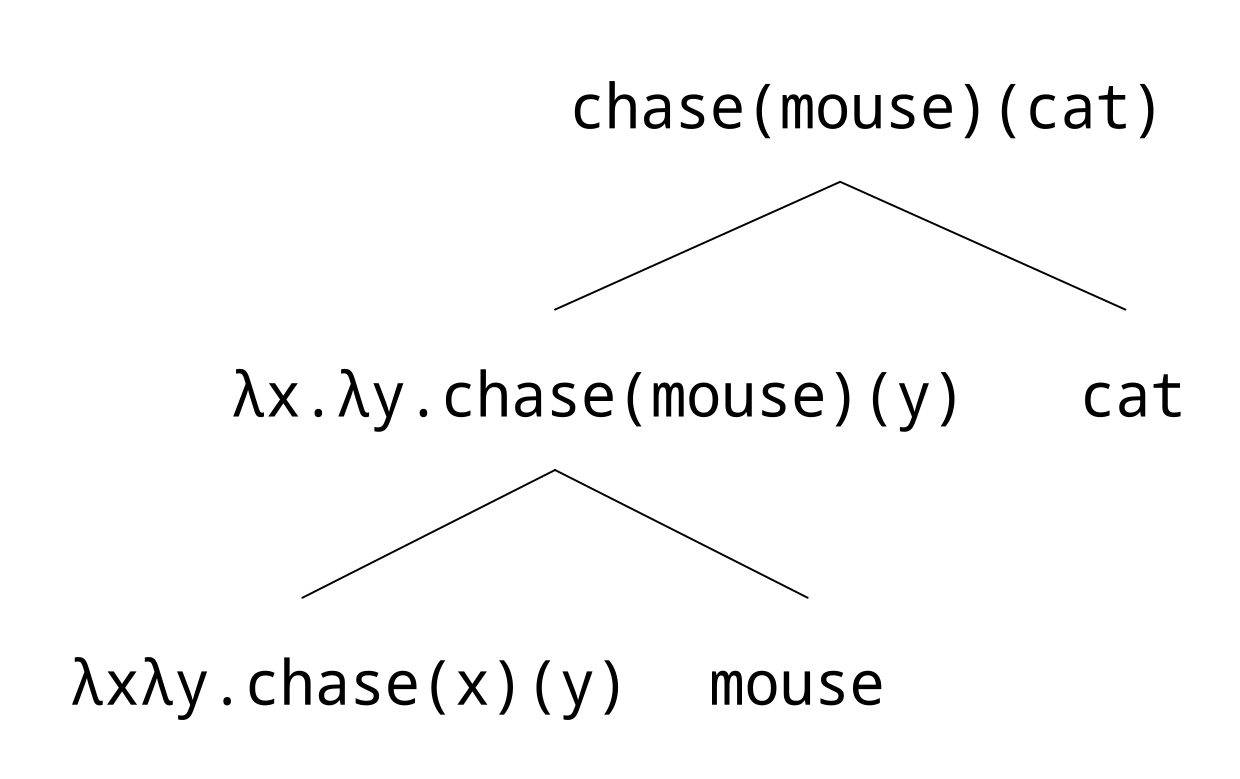 chase(mouse)(cat)
λx.λy.chase(mouse)(y) cat
λxλy.chase(x)(y) mouse